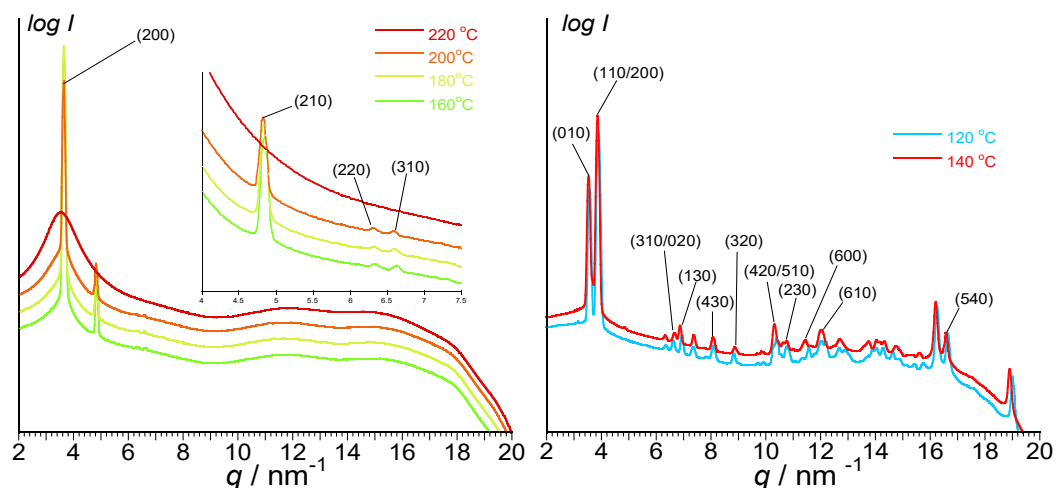 log I
(200)
220 °C
200°C
180°C
160°C
(210)
(220)
(310)
4 4.5 5 5.5 6 6.5 7 7.5
2 4 6 8 10 12 14 16 18 20
q / nm⁻¹
log I
(110/200)
(010)
120 °C
140 °C
(310/020)
(130)
(430)
(320)
(420/510)
(230)
(600)
(610)
(540)
2 4 6 8 10 12 14 16 18 20
q / nm⁻¹